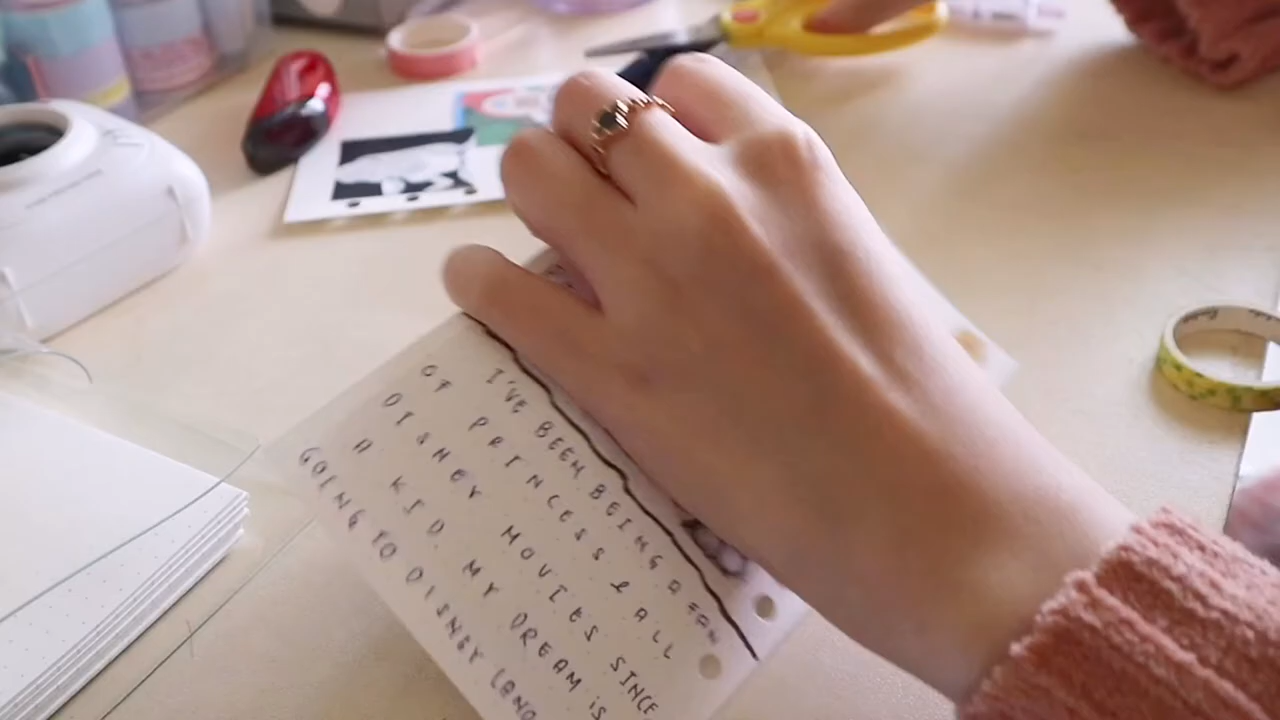 I'VE BEEN BEING A FAN
OF PRINCESS & ALL
DISNEY MOVIES SINCE
A KID. MY DREAM is
GOING TO DISNEY LAND